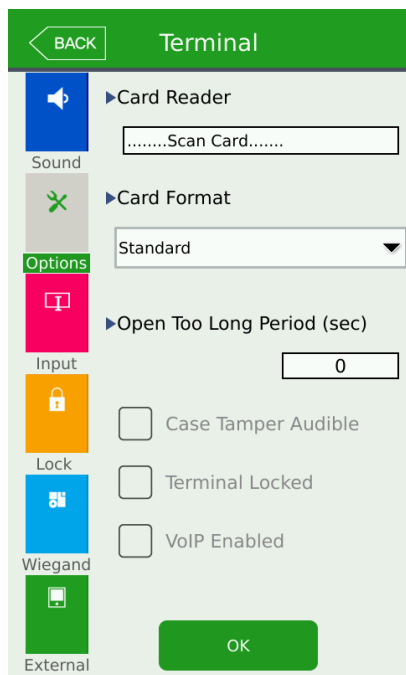 BACK
Terminal
Sound
Options
Input
Lock
Wiegand
External
Card Reader
........Scan Card.......
Card Format
Standard
Open Too Long Period (sec)
0
Case Tamper Audible
Terminal Locked
VoIP Enabled
OK